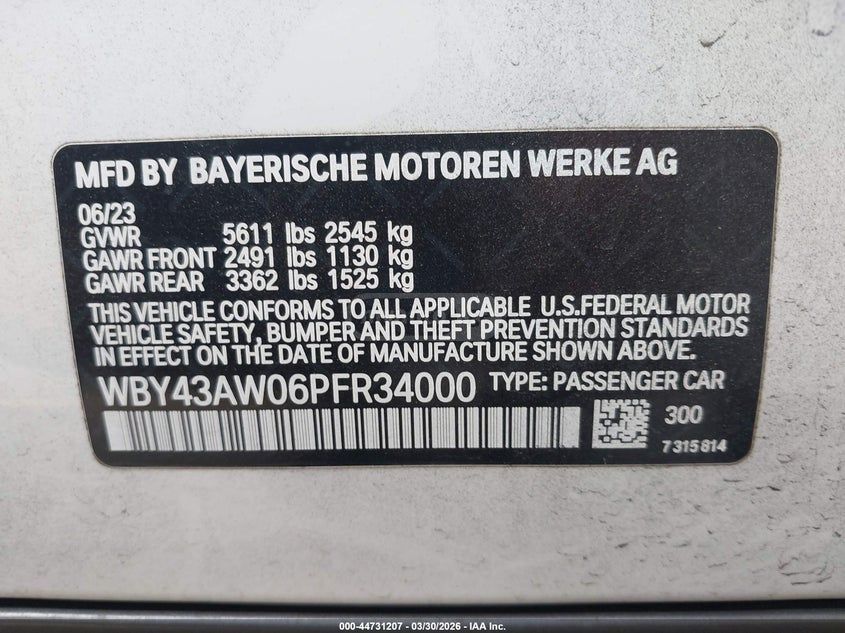 MFD BY BAYERISCHE MOTOREN WERKE AG
06/23
GVWR 5611 lbs 2545 kg
GAWR FRONT 2491 lbs 1130 kg
GAWR REAR 3362 lbs 1525 kg
THIS VEHICLE CONFORMS TO ALL APPLICABLE U.S.FEDERAL MOTOR
VEHICLE SAFETY, BUMPER AND THEFT PREVENTION STANDARDS
IN EFFECT ON THE DATE OF MANUFACTURE SHOWN ABOVE.
WBY43AW06PFR34000 TYPE: PASSENGER CAR
300
7315814
000-44731207 - 03/30/2026 - IAA Inc.